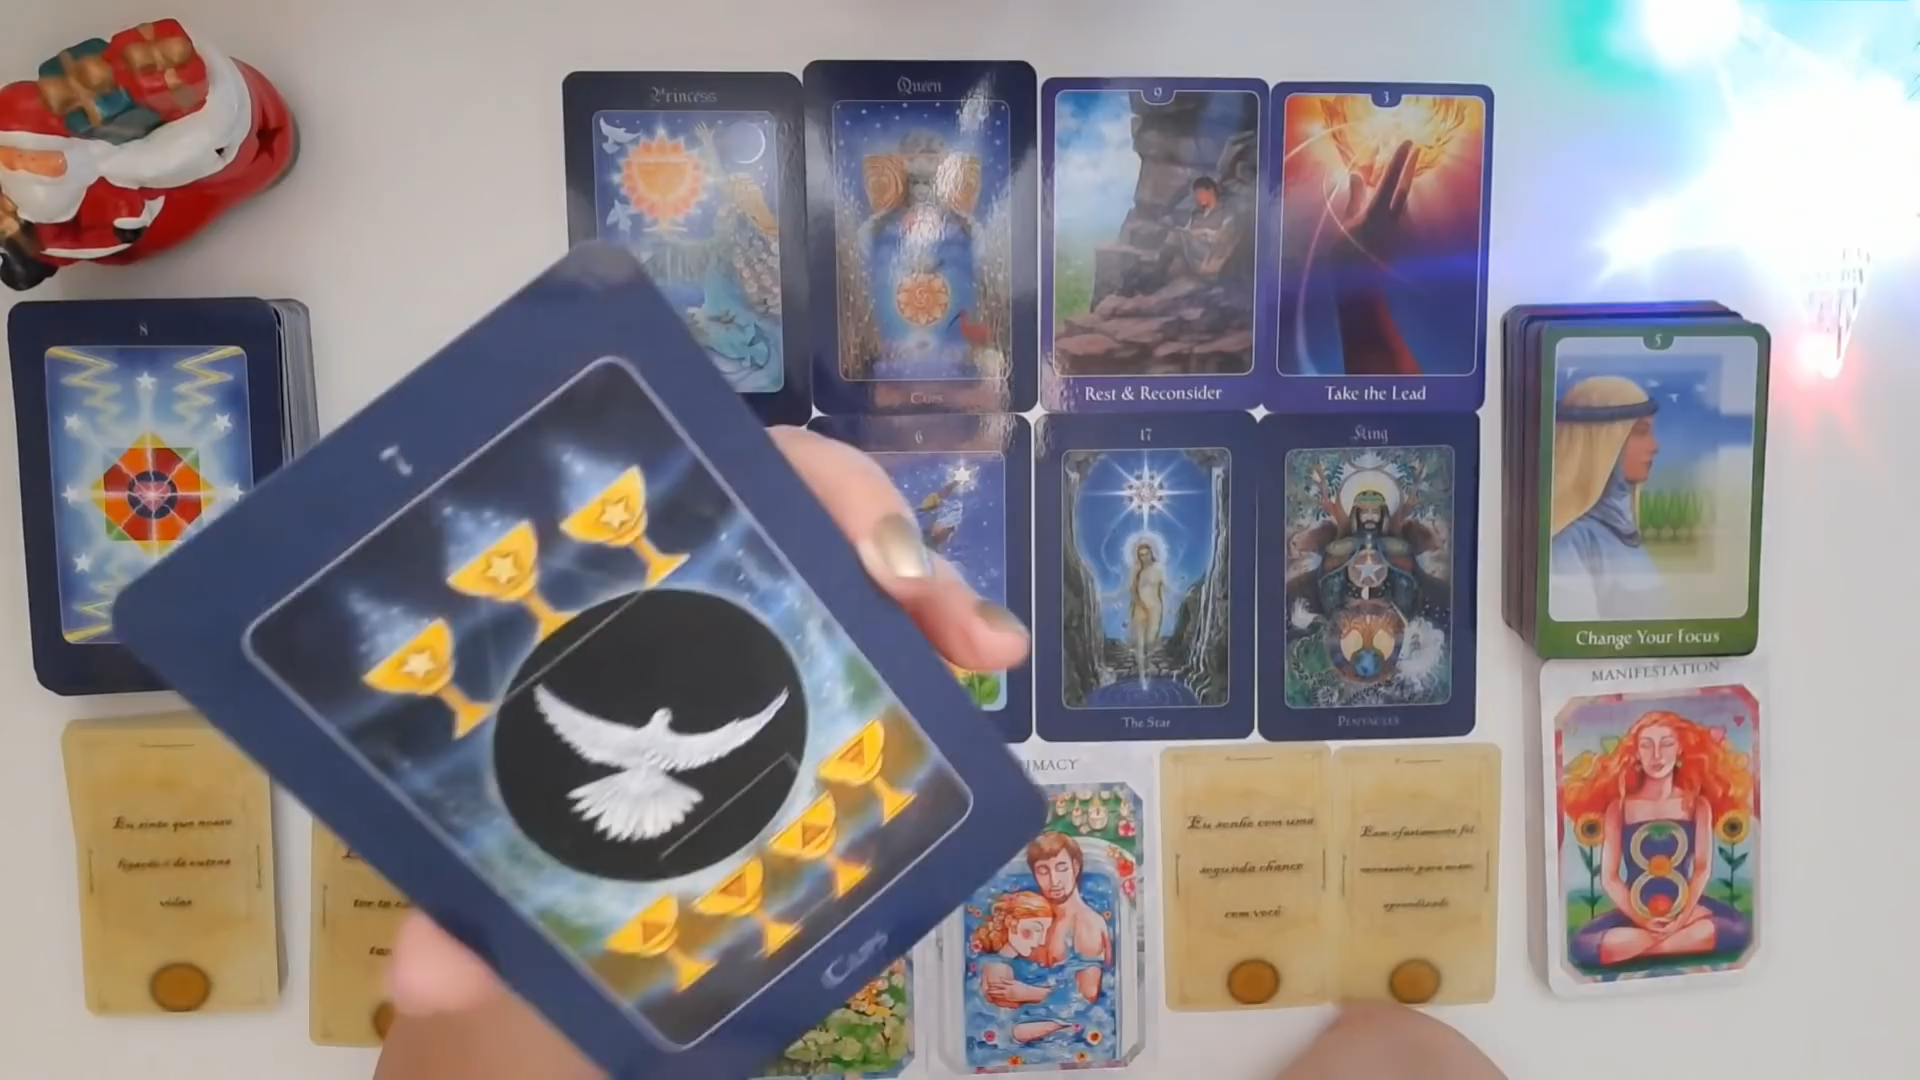 Princess
Queen
Cups
9
Rest & Reconsider
3
Take the Lead
8
7
Cups
6
17
The Star
King
Pentacles
5
Change Your Focus
MANIFESTATION
Eu sinto que nossa
ligação é de outras
vidas
IMACY
Eu sonho com uma
segunda chance
com você
Esse afastamento foi
necessário para nosso
aprendizado